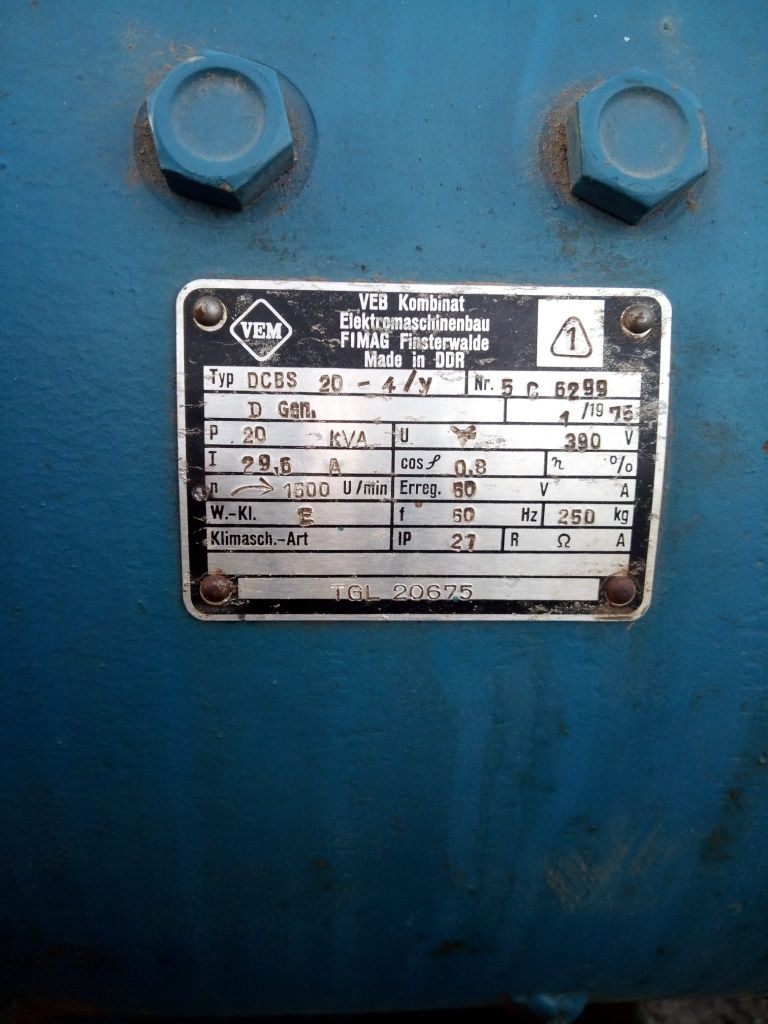 VEM
VEB Kombinat
Elektromaschinenbau
FIMAG Finsterwalde
Made in DDR
1
Typ DCBS 20 - 4/y Nr. 5 C 6299
D Gen. 1 /19 75
P 20 KVA U Y 390 V
I 29,6 A cos φ 0,8 η %
n → 1500 U/min Erreg. 60 V A
W.-Kl. E f 50 Hz 250 kg
Klimasch.-Art IP 21 R Ω A
TGL 20675